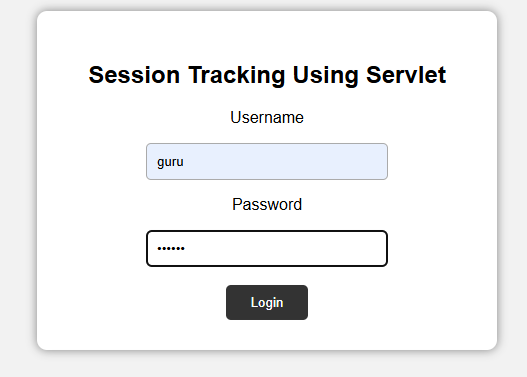 Session Tracking Using Servlet
Username
guru
Password
••••••
Login